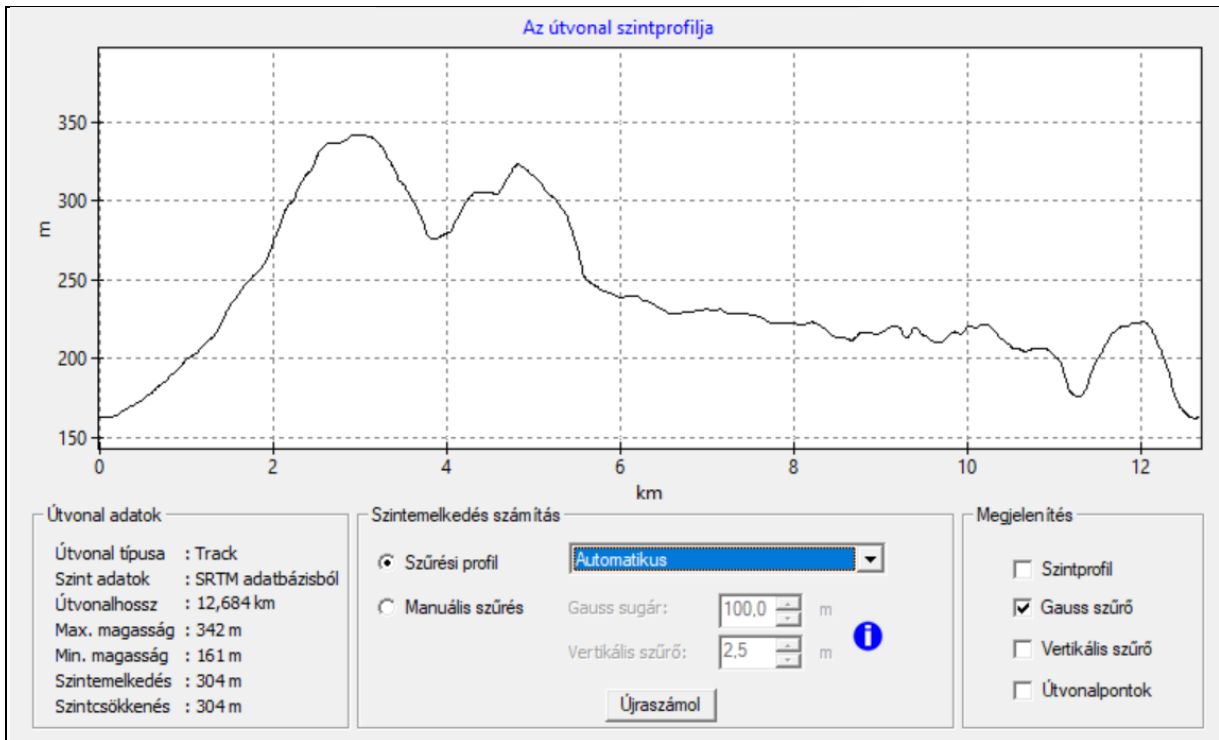 Az útvonal szintprofilja
350
300
m
250
200
150
0 2 4 6 8 10 12
km
Útvonal adatok
Útvonal típusa : Track
Szint adatok : SRTM adatbázisból
Útvonalhossz : 12,684 km
Max. magasság : 342 m
Min. magasság : 161 m
Szintemelkedés : 304 m
Szintcsökkenés : 304 m
Szintemelkedés számítás
Szűrési profil Automatikus
Manuális szűrés Gauss sugár: 100,0 m
Vertikális szűrő: 2,5 m
i
Újraszámol
Megjelenítés
Szintprofil
Gauss szűrő
Vertikális szűrő
Útvonalpontok